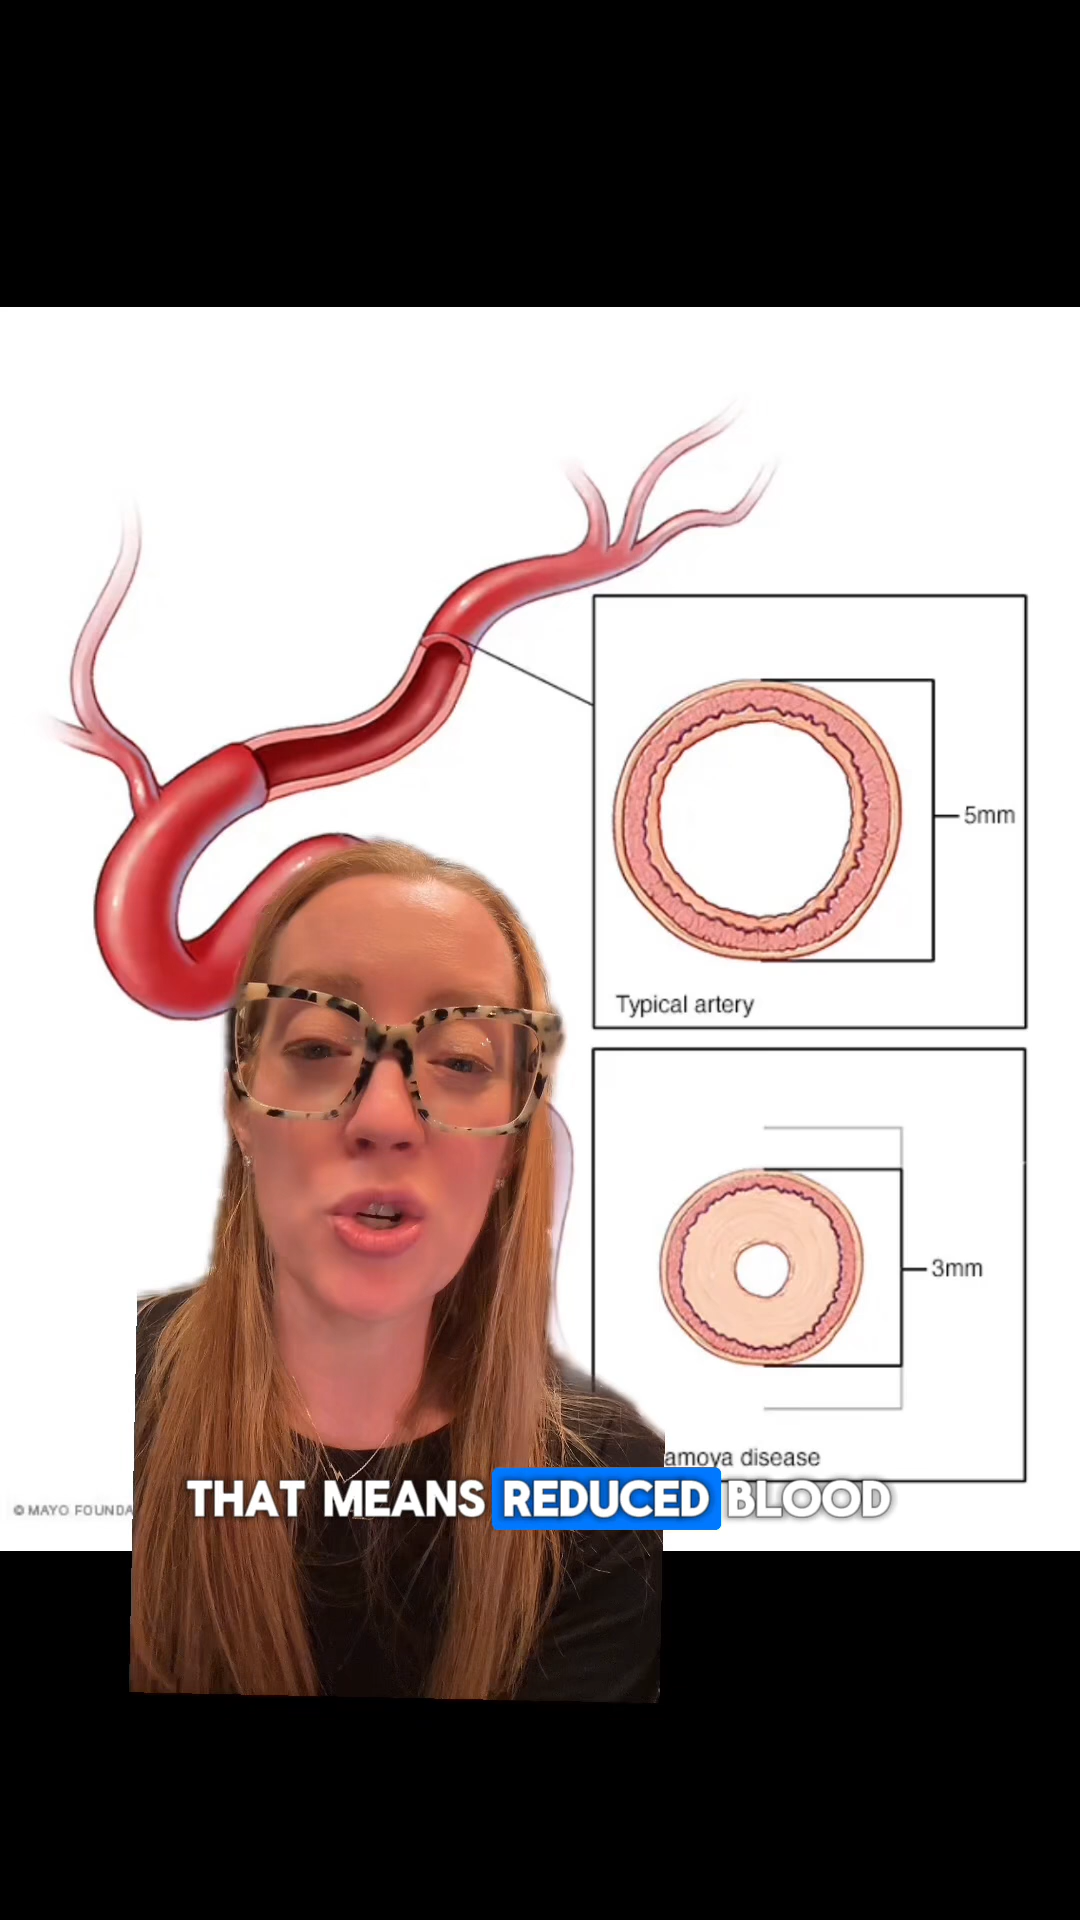 5mm
Typical artery
3mm
amoya disease
THAT MEANS REDUCED BLOOD
© MAYO FOUNDA